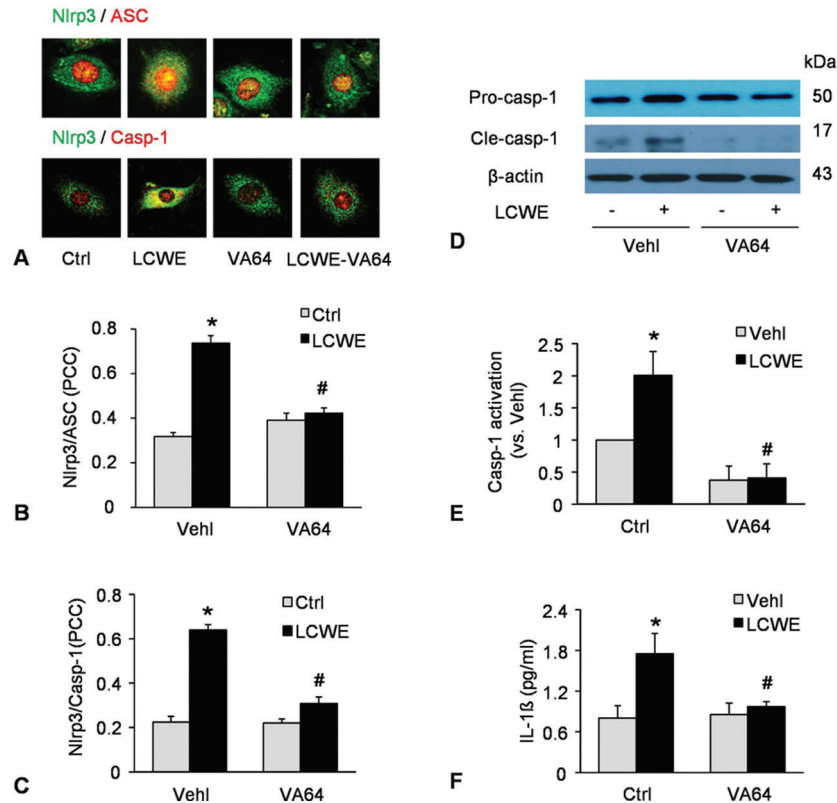 Nlrp3 / ASC
Nlrp3 / Casp-1
A
Ctrl LCWE VA64 LCWE-VA64
kDa
Pro-casp-1 50
Cle-casp-1 17
β-actin 43
LCWE - + - +
D Vehl VA64
Nlrp3/ASC (PCC)
0.8
0.6
0.4
0.2
0
*
#
Ctrl
LCWE
Vehl VA64
B
Casp-1 activation
(vs. Vehl)
2.5
2
1.5
1
0.5
0
*
#
Vehl
LCWE
Ctrl VA64
E
Nlrp3/Casp-1(PCC)
0.8
0.6
0.4
0.2
0
*
#
Ctrl
LCWE
Vehl VA64
C
IL-1ß (pg/ml)
2.4
1.8
1.2
0.6
0
*
#
Vehl
LCWE
Ctrl VA64
F